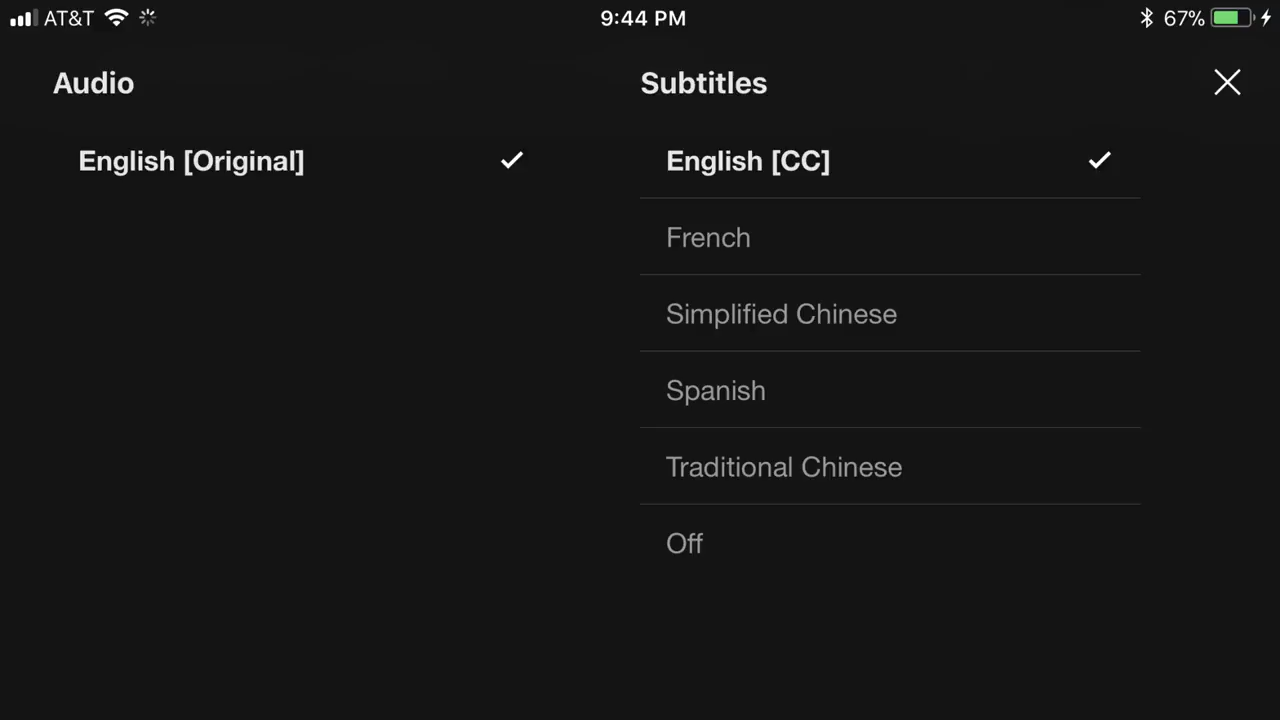 AT&T 9:44 PM 67%
Audio Subtitles
English [Original] English [CC]
French
Simplified Chinese
Spanish
Traditional Chinese
Off